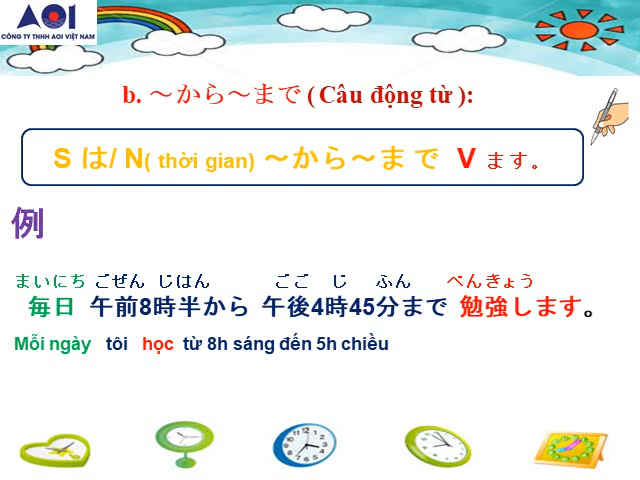 AOI
CÔNG TY TNHH AOI VIỆT NAM
b. ～から～まで ( Câu động từ ):
S は/ N( thời gian) ～から～まで V ます。
例
まいにち ごぜん じはん ごご じ ふん べんきょう
毎日 午前8時半から 午後4時45分まで 勉強します。
Mỗi ngày tôi học từ 8h sáng đến 5h chiều